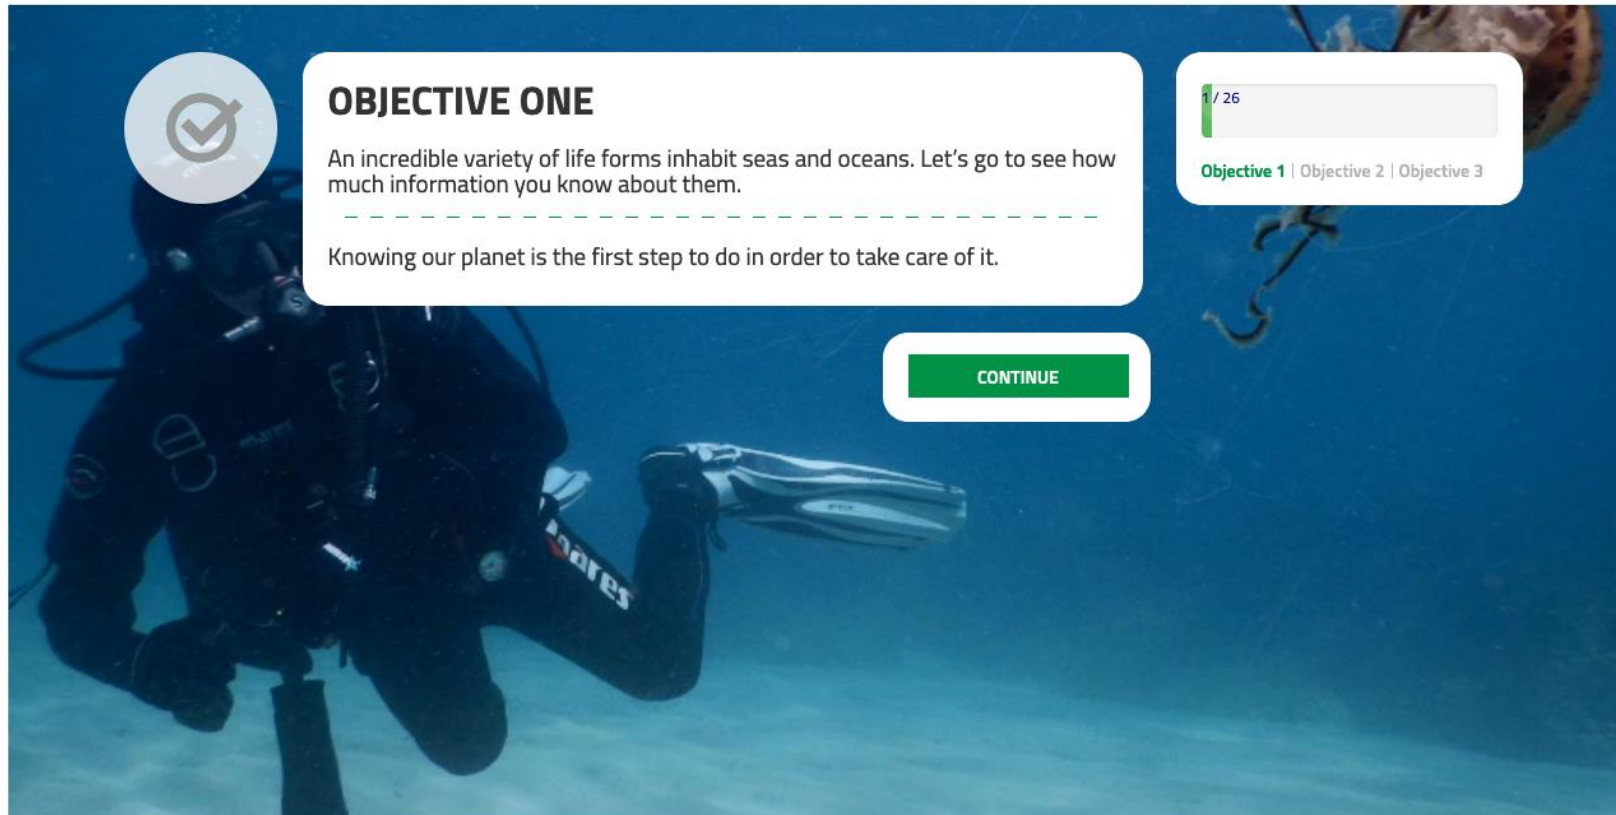 OBJECTIVE ONE
An incredible variety of life forms inhabit seas and oceans. Let's go to see how
much information you know about them.
Knowing our planet is the first step to do in order to take care of it.
1 / 26
Objective 1 | Objective 2 | Objective 3
CONTINUE
mares